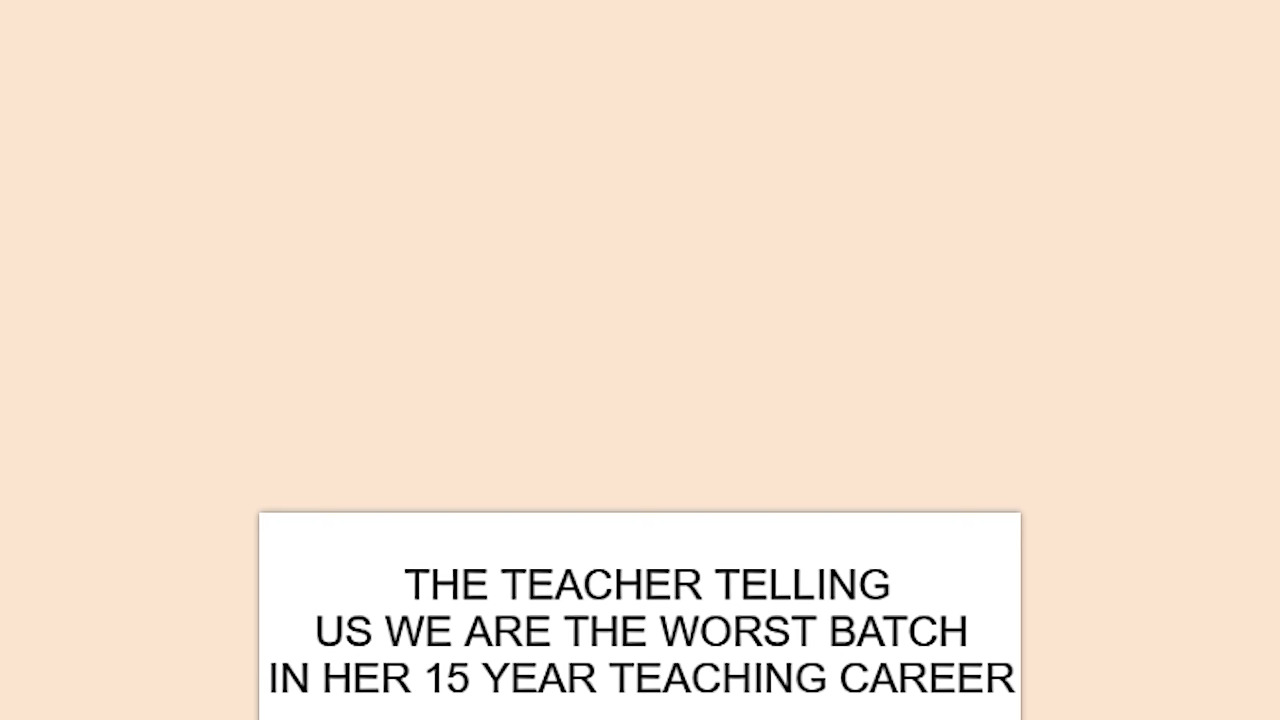 THE TEACHER TELLING
US WE ARE THE WORST BATCH
IN HER 15 YEAR TEACHING CAREER